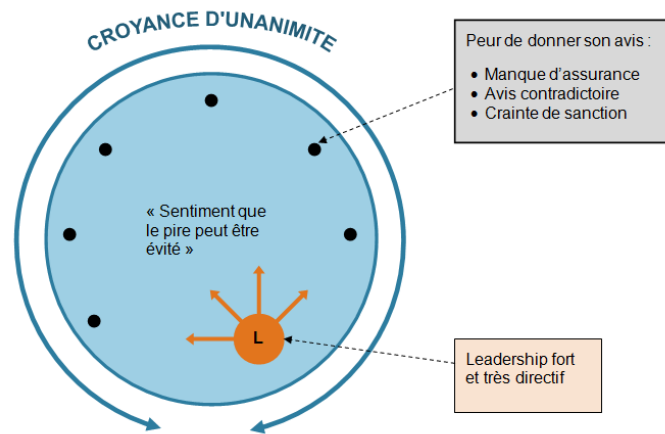 CROYANCE D'UNANIMITE
Peur de donner son avis :
• Manque d'assurance
• Avis contradictoire
• Crainte de sanction
« Sentiment que
le pire peut être
évité »
L
Leadership fort
et très directif